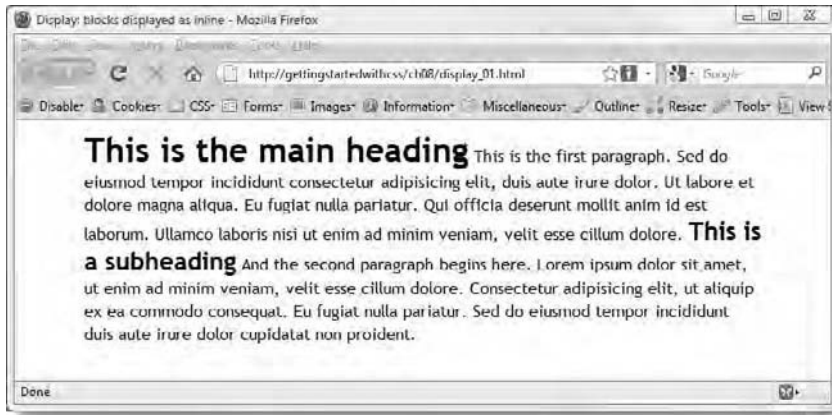 Display: blocks displayed as inline - Mozilla Firefox
http://gettingstartedwithcss/ch08/display_01.html Google
Disable Cookies CSS Forms Images Information Miscellaneous Outline Resize Tools View
This is the main heading This is the first paragraph. Sed do
eiusmod tempor incididunt consectetur adipisicing elit, duis aute irure dolor. Ut labore et
dolore magna aliqua. Eu fugiat nulla pariatur. Qui officia deserunt mollit anim id est
laborum. Ullamco laboris nisi ut enim ad minim veniam, velit esse cillum dolore. This is
a subheading And the second paragraph begins here. Lorem ipsum dolor sit amet,
ut enim ad minim veniam, velit esse cillum dolore. Consectetur adipisicing elit, ut aliquip
ex ea commodo consequat. Eu fugiat nulla pariatur. Sed do eiusmod tempor incididunt
duis aute irure dolor cupidatat non proident.
Done